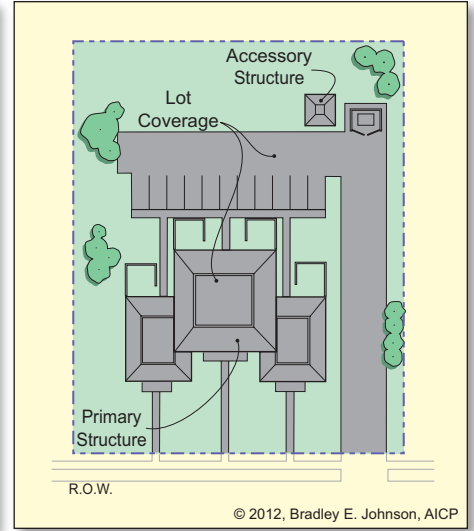 Accessory
Structure
Lot
Coverage
Primary
Structure
R.O.W.
© 2012, Bradley E. Johnson, AICP